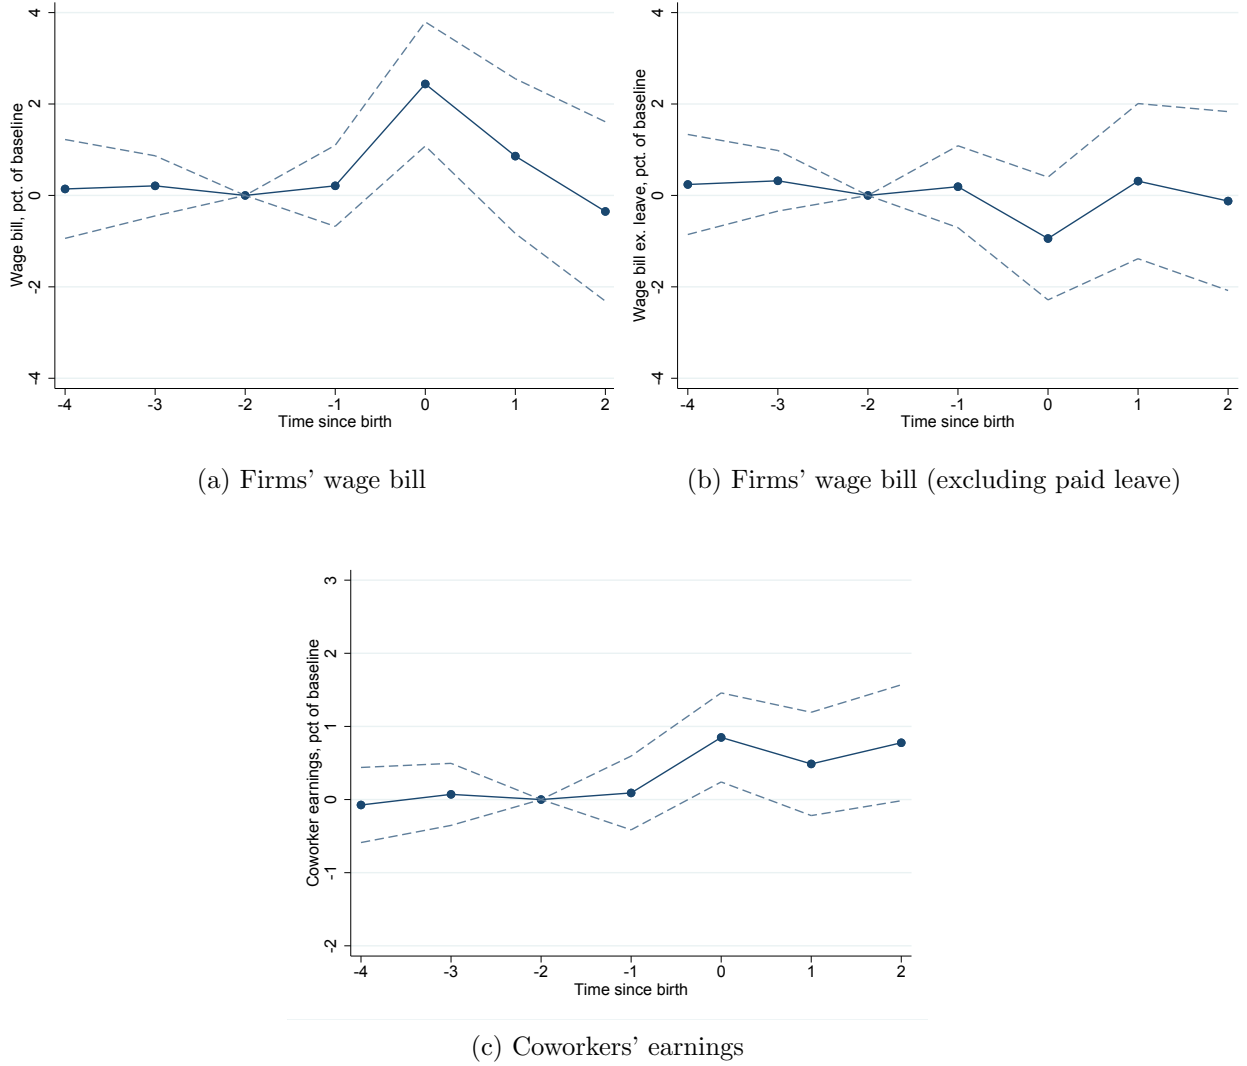 Wage bill, pct. of baseline
4
2
0
-2
-4
-4 -3 -2 -1 0 1 2
Time since birth
(a) Firms’ wage bill
Wage bill ex. leave, pct. of baseline
4
2
0
-2
-4
-4 -3 -2 -1 0 1 2
Time since birth
(b) Firms’ wage bill (excluding paid leave)
Coworker earnings, pct of baseline
3
2
1
0
-1
-2
-4 -3 -2 -1 0 1 2
Time since birth
(c) Coworkers’ earnings